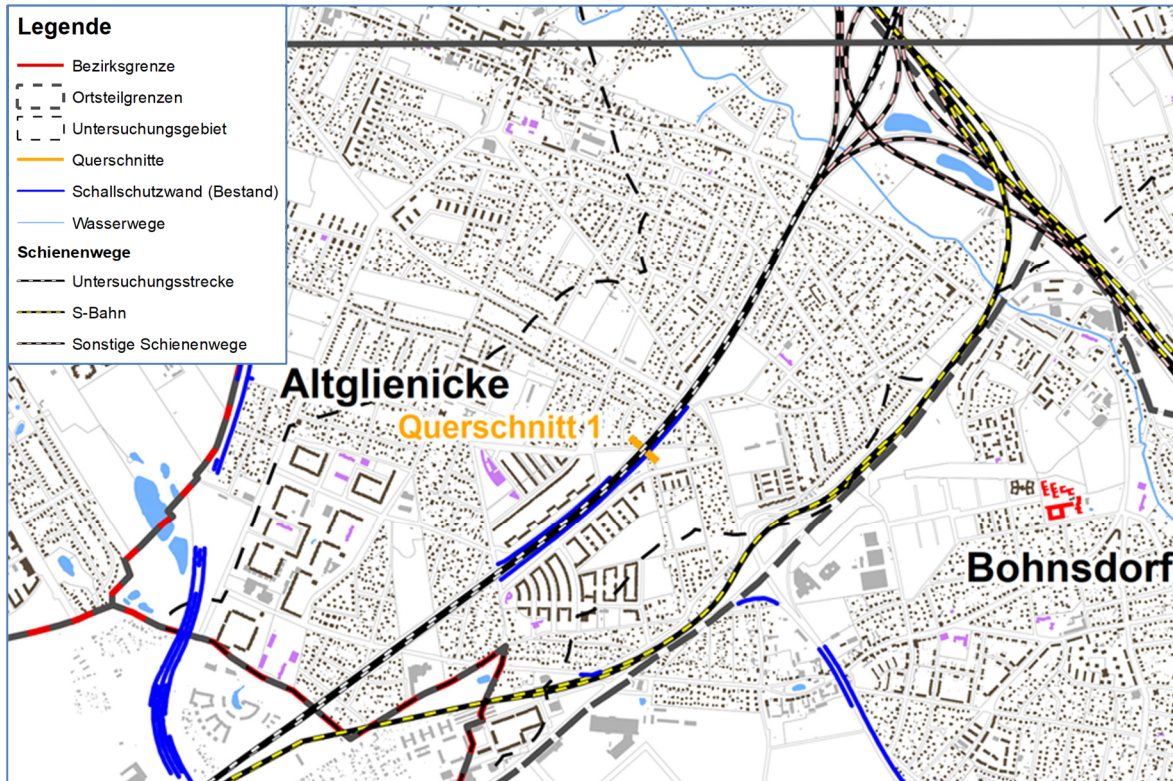 Legende
Bezirksgrenze
Ortsteilgrenzen
Untersuchungsgebiet
Querschnitte
Schallschutzwand (Bestand)
Wasserwege
Schienenwege
Untersuchungsstrecke
S-Bahn
Sonstige Schienenwege
Altglienicke
Querschnitt 1
Bohnsdorf